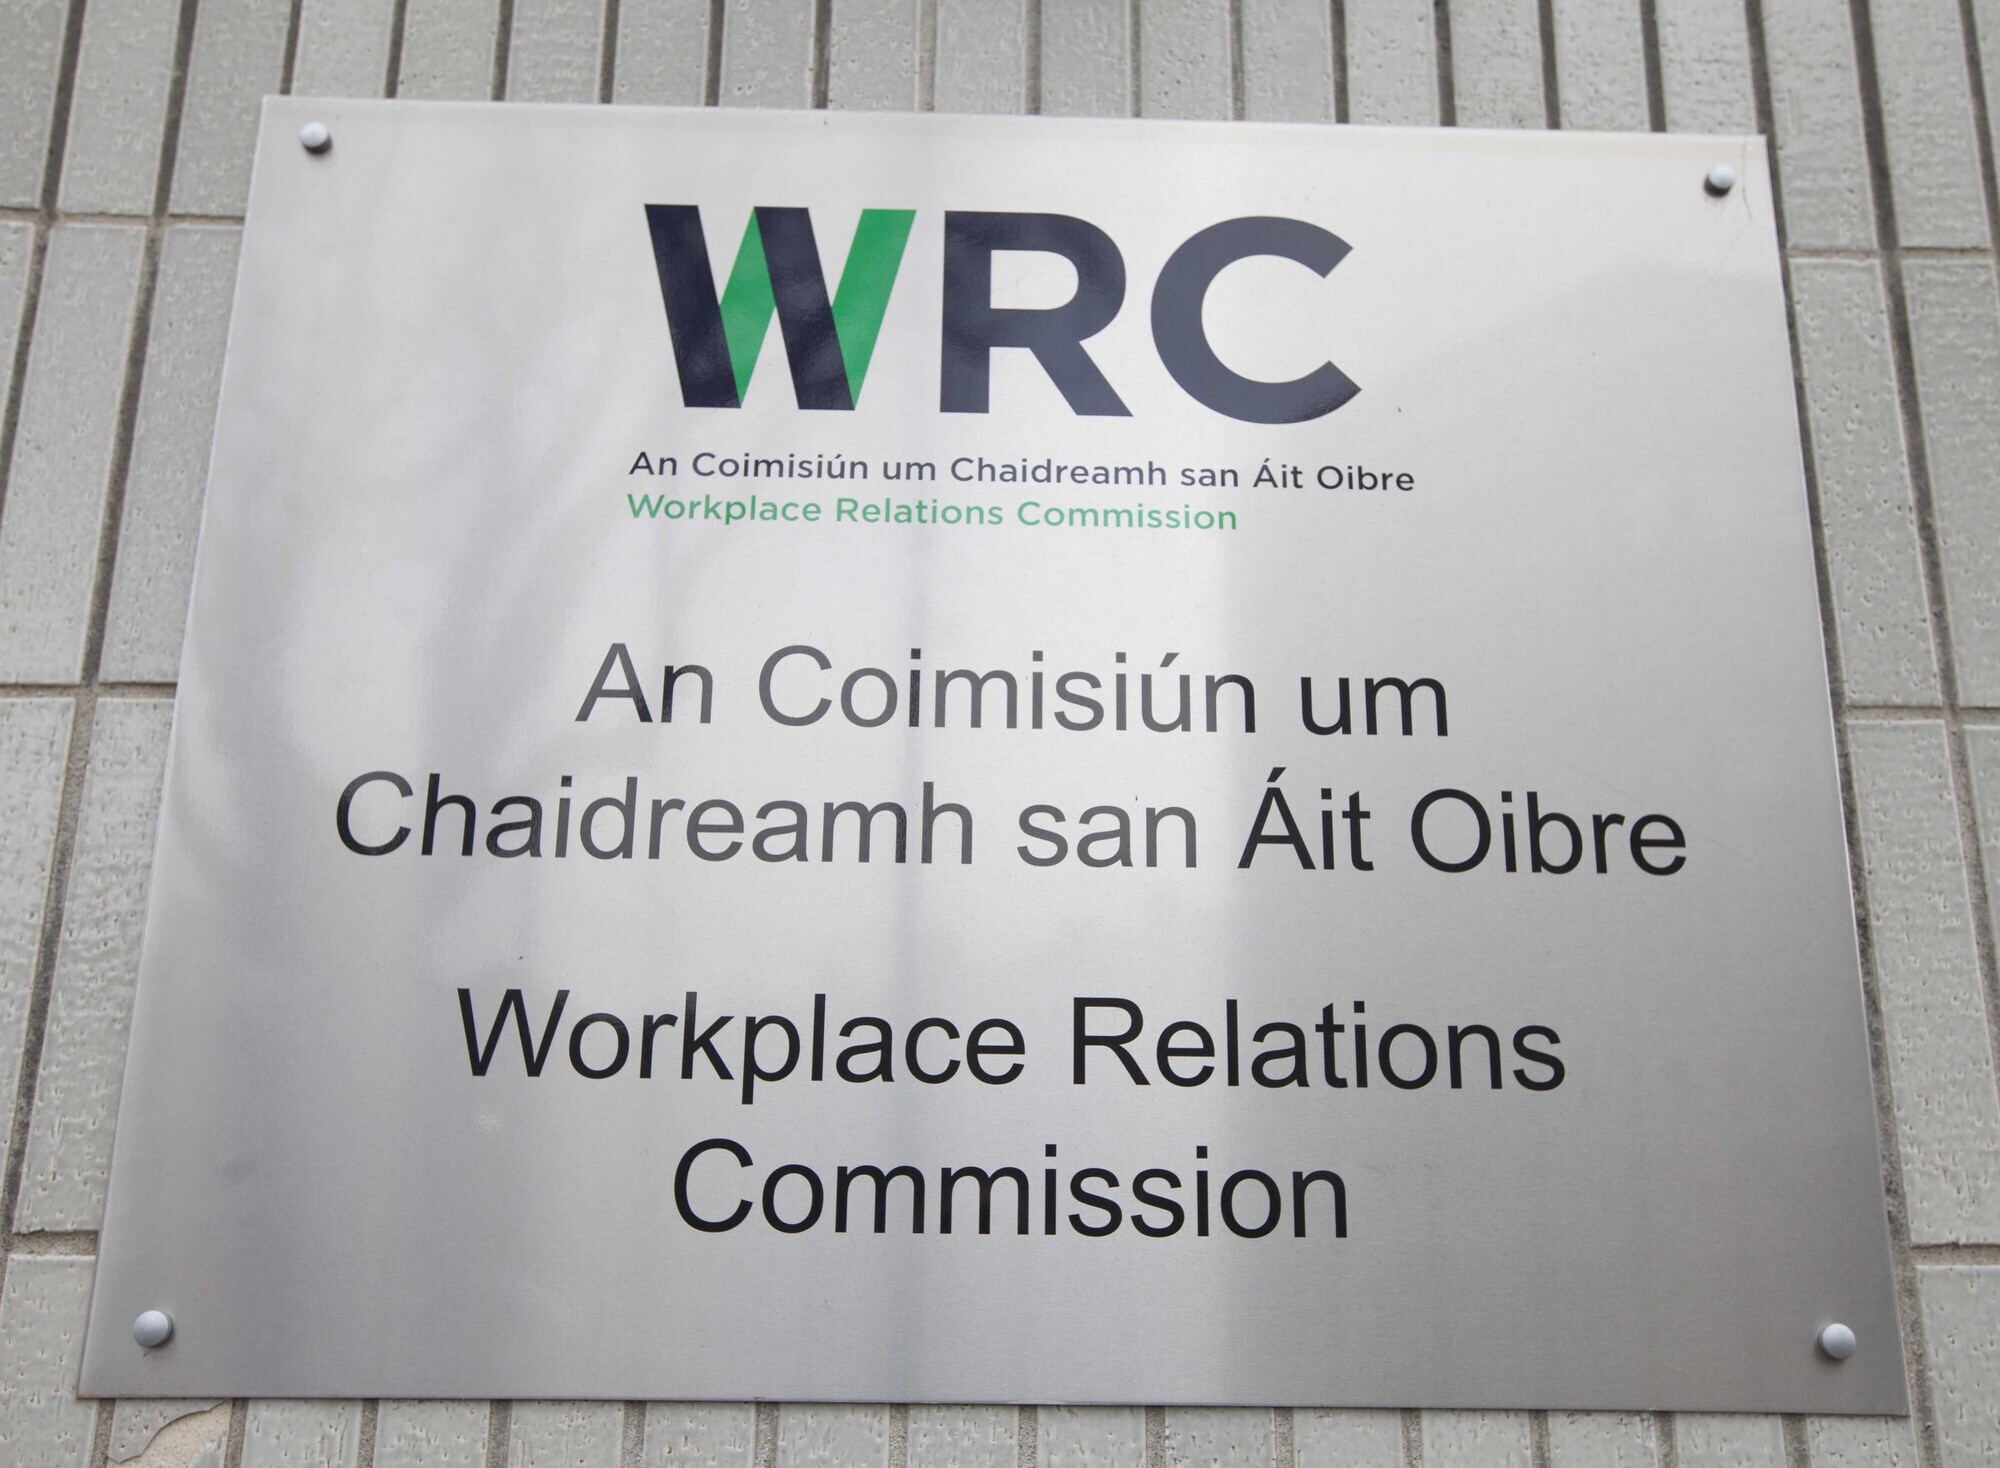 WRC
An Coimisiún um Chaidreamh san Áit Oibre
Workplace Relations Commission
An Coimisiún um
Chaidreamh san Áit Oibre
Workplace Relations
Commission